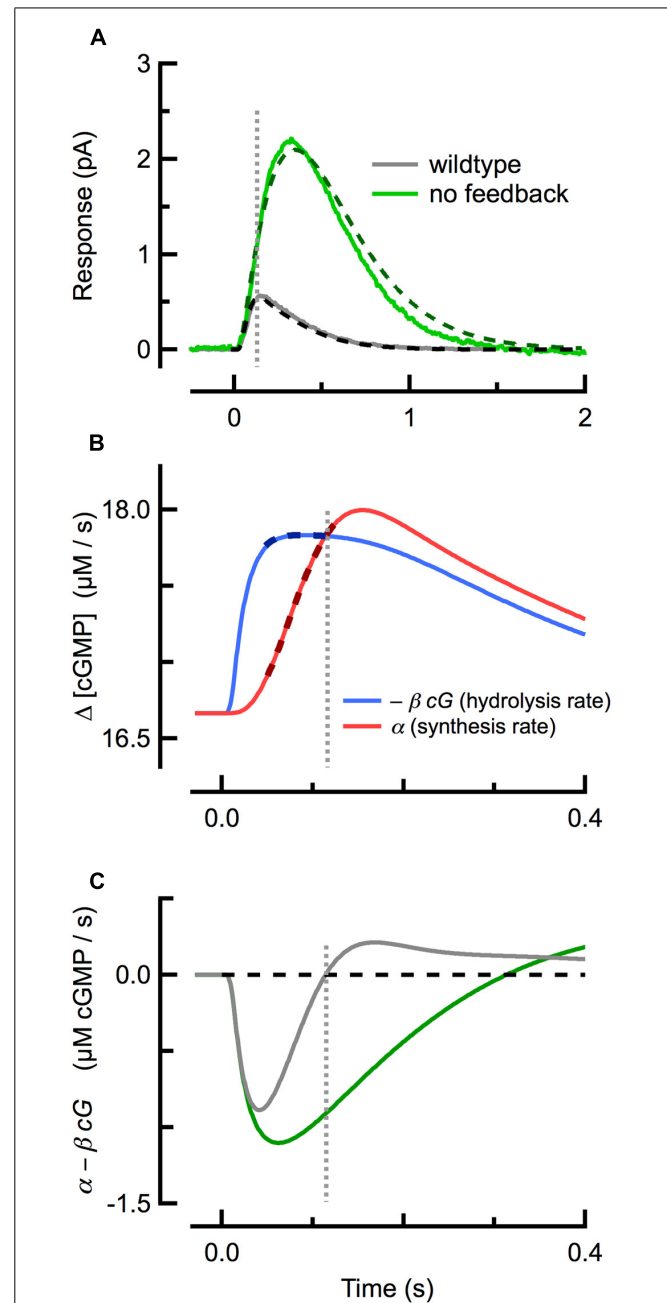 A
3
2
1
0
Response (pA)
wildtype
no feedback
0
1
2
B
18.0
16.5
Δ [cGMP] (µM / s)
– β cG (hydrolysis rate)
α (synthesis rate)
0.0
0.4
C
0.0
-1.5
α – β cG (µM cGMP / s)
0.0
0.4
Time (s)